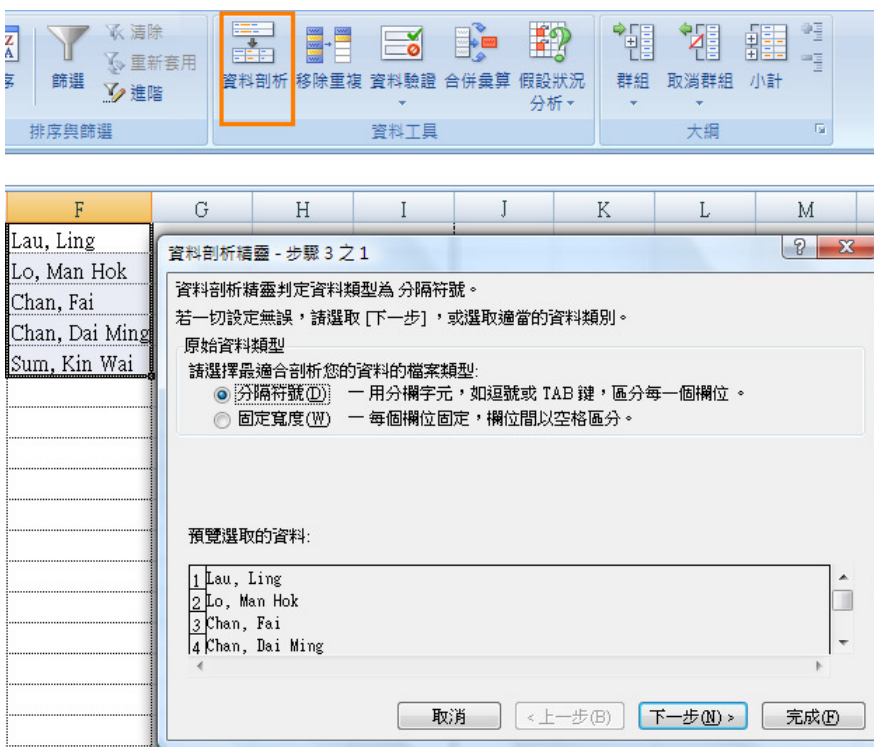 Z
A
序
篩選
清除
重新套用
進階
資料剖析
移除重複
資料驗證
合併彙算
假設狀況
分析
群組
取消群組
小計
排序與篩選
資料工具
大綱
F G H I J K L M
Lau, Ling
Lo, Man Hok
Chan, Fai
Chan, Dai Ming
Sum, Kin Wai
資料剖析精靈 - 步驟 3 之 1
資料剖析精靈判定資料類型為 分隔符號。
若一切設定無誤，請選取 [下一步] ，或選取適當的資料類別。
原始資料類型
請選擇最適合剖析您的資料的檔案類型:
分隔符號(D) — 用分欄字元，如逗號或 TAB 鍵，區分每一個欄位 。
固定寬度(W) — 每個欄位固定，欄位間以空格區分。
預覽選取的資料:
1 Lau, Ling
2 Lo, Man Hok
3 Chan, Fai
4 Chan, Dai Ming
取消
<上一步(B)
下一步(N) >
完成(F)